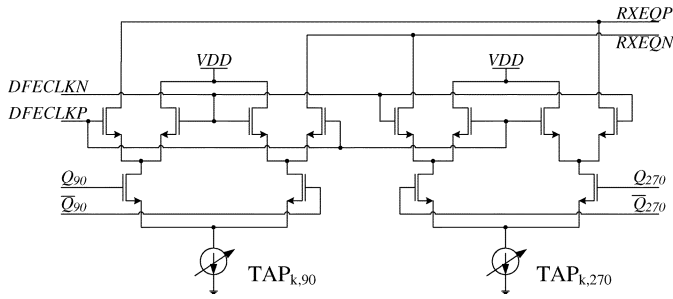 RXEQP
RXEQN
VDD VDD
DFECLKN
DFECLKP
Q90 Q270
Q̅90 Q̅270
TAPk,90 TAPk,270